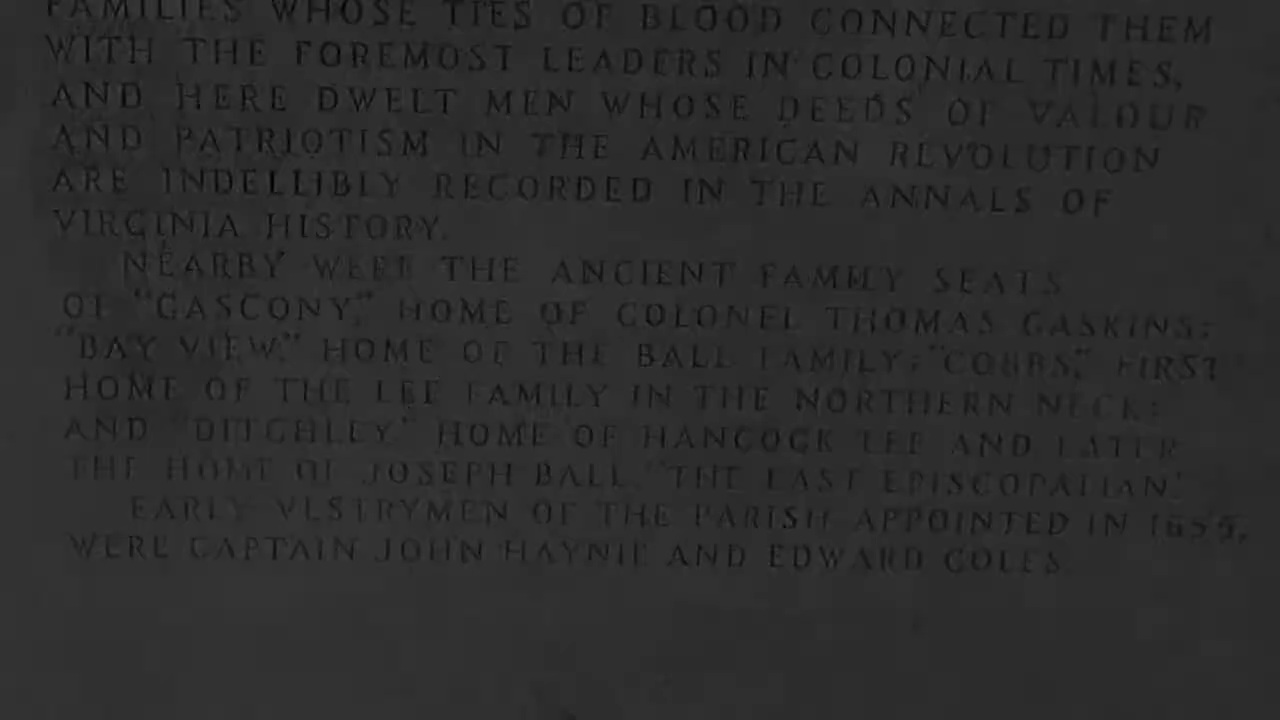 FAMILIES WHOSE TIES OF BLOOD CONNECTED THEM
WITH THE FOREMOST LEADERS IN COLONIAL TIMES,
AND HERE DWELT MEN WHOSE DEEDS OF VALOUR
AND PATRIOTISM IN THE AMERICAN REVOLUTION
ARE INDELLIBLY RECORDED IN THE ANNALS OF
VIRGINIA HISTORY.
NEARBY WERE THE ANCIENT FAMILY SEATS
OF "GASCONY," HOME OF COLONEL THOMAS GASKINS;
"BAY VIEW," HOME OF THE BALL FAMILY; "COBBS," FIRST
HOME OF THE LEE FAMILY IN THE NORTHERN NECK;
AND "DITCHLEY," HOME OF HANCOCK LEE AND LATER
THE HOME OF JOSEPH BALL, "THE LAST EPISCOPALIAN."
EARLY VESTRYMEN OF THE PARISH APPOINTED IN 1655,
WERE CAPTAIN JOHN HAYNIE AND EDWARD COLES.